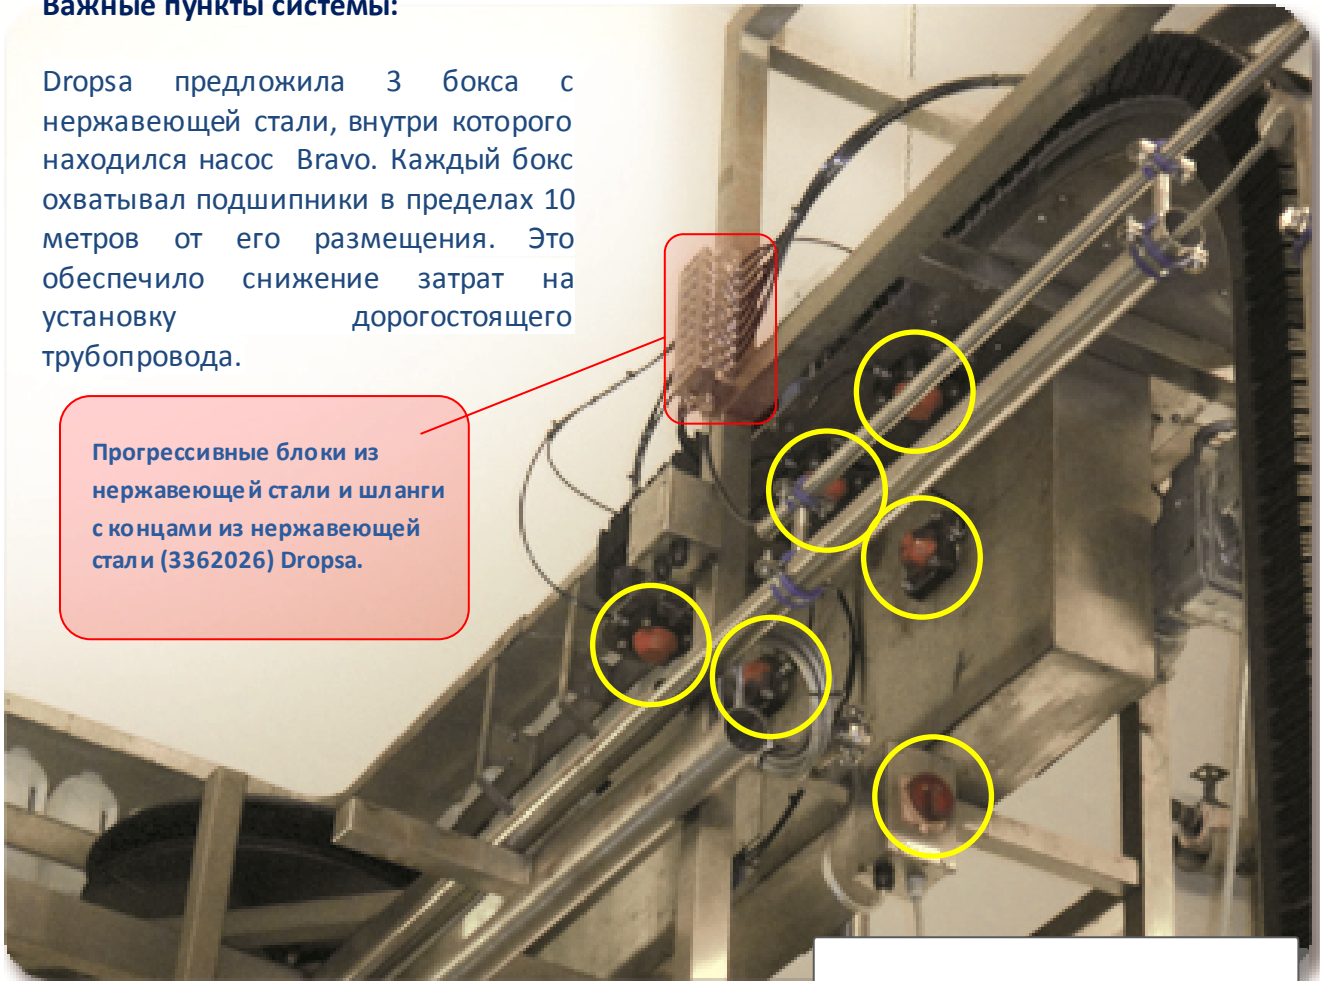 Важные пункты системы:
Dropsa предложила 3 бокса с
нержавеющей стали, внутри которого
находился насос Bravo. Каждый бокс
охватывал подшипники в пределах 10
метров от его размещения. Это
обеспечило снижение затрат на
установку дорогостоящего
трубопровода.
Прогрессивные блоки из
нержавеющей стали и шланги
с концами из нержавеющей
стали (3362026) Dropsa.